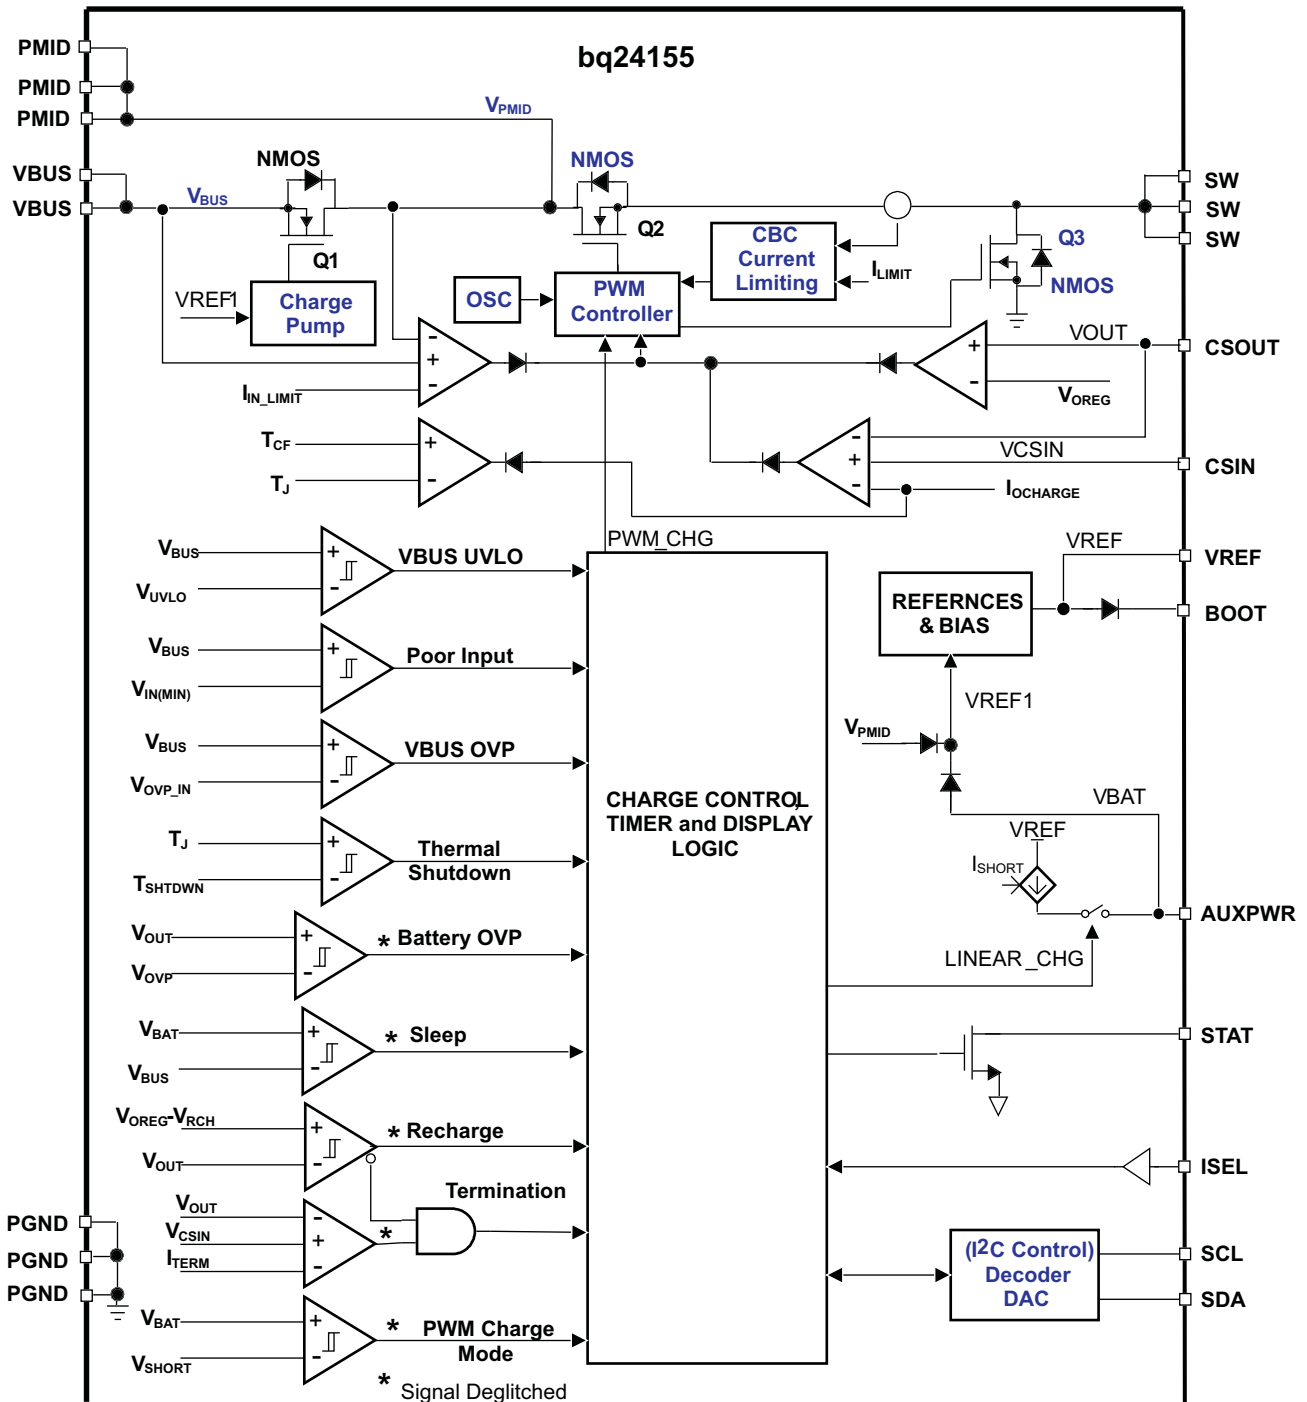 bq24155
PMID
PMID
PMID
VBUS
VBUS
VPMID
VBUS
NMOS
Q1
NMOS
Q2
SW
SW
SW
Q3
NMOS
CBC
Current
Limiting
ILIMIT
VREF1
Charge
Pump
OSC
PWM
Controller
- + -
IIN_LIMIT
VOUT
CSOUT
+ -
VOREG
TCF
TJ
+ -
- + -
VCSIN
CSIN
IOCHARGE
PWM_CHG
VBUS
VUVLO
+ -
VBUS UVLO
VREF
VREF
REFERNCES
& BIAS
BOOT
VBUS
VIN(MIN)
+ -
Poor Input
VREF1
VPMID
VBUS
VOVP_IN
+ -
VBUS OVP
VBAT
CHARGE CONTROL,
TIMER and DISPLAY
LOGIC
VREF
ISHORT
TJ
TSHTDWN
+ -
Thermal
Shutdown
AUXPWR
VOUT
VOVP
+ -
* Battery OVP
LINEAR_CHG
VBAT
VBUS
+ -
* Sleep
STAT
VOREG-VRCH
VOUT
+ -
* Recharge
ISEL
Termination
VOUT
VCSIN
ITERM
- + -
*
PGND
PGND
PGND
(I2C Control)
Decoder
DAC
SCL
SDA
VBAT
VSHORT
+ -
* PWM Charge
Mode
* Signal Deglitched